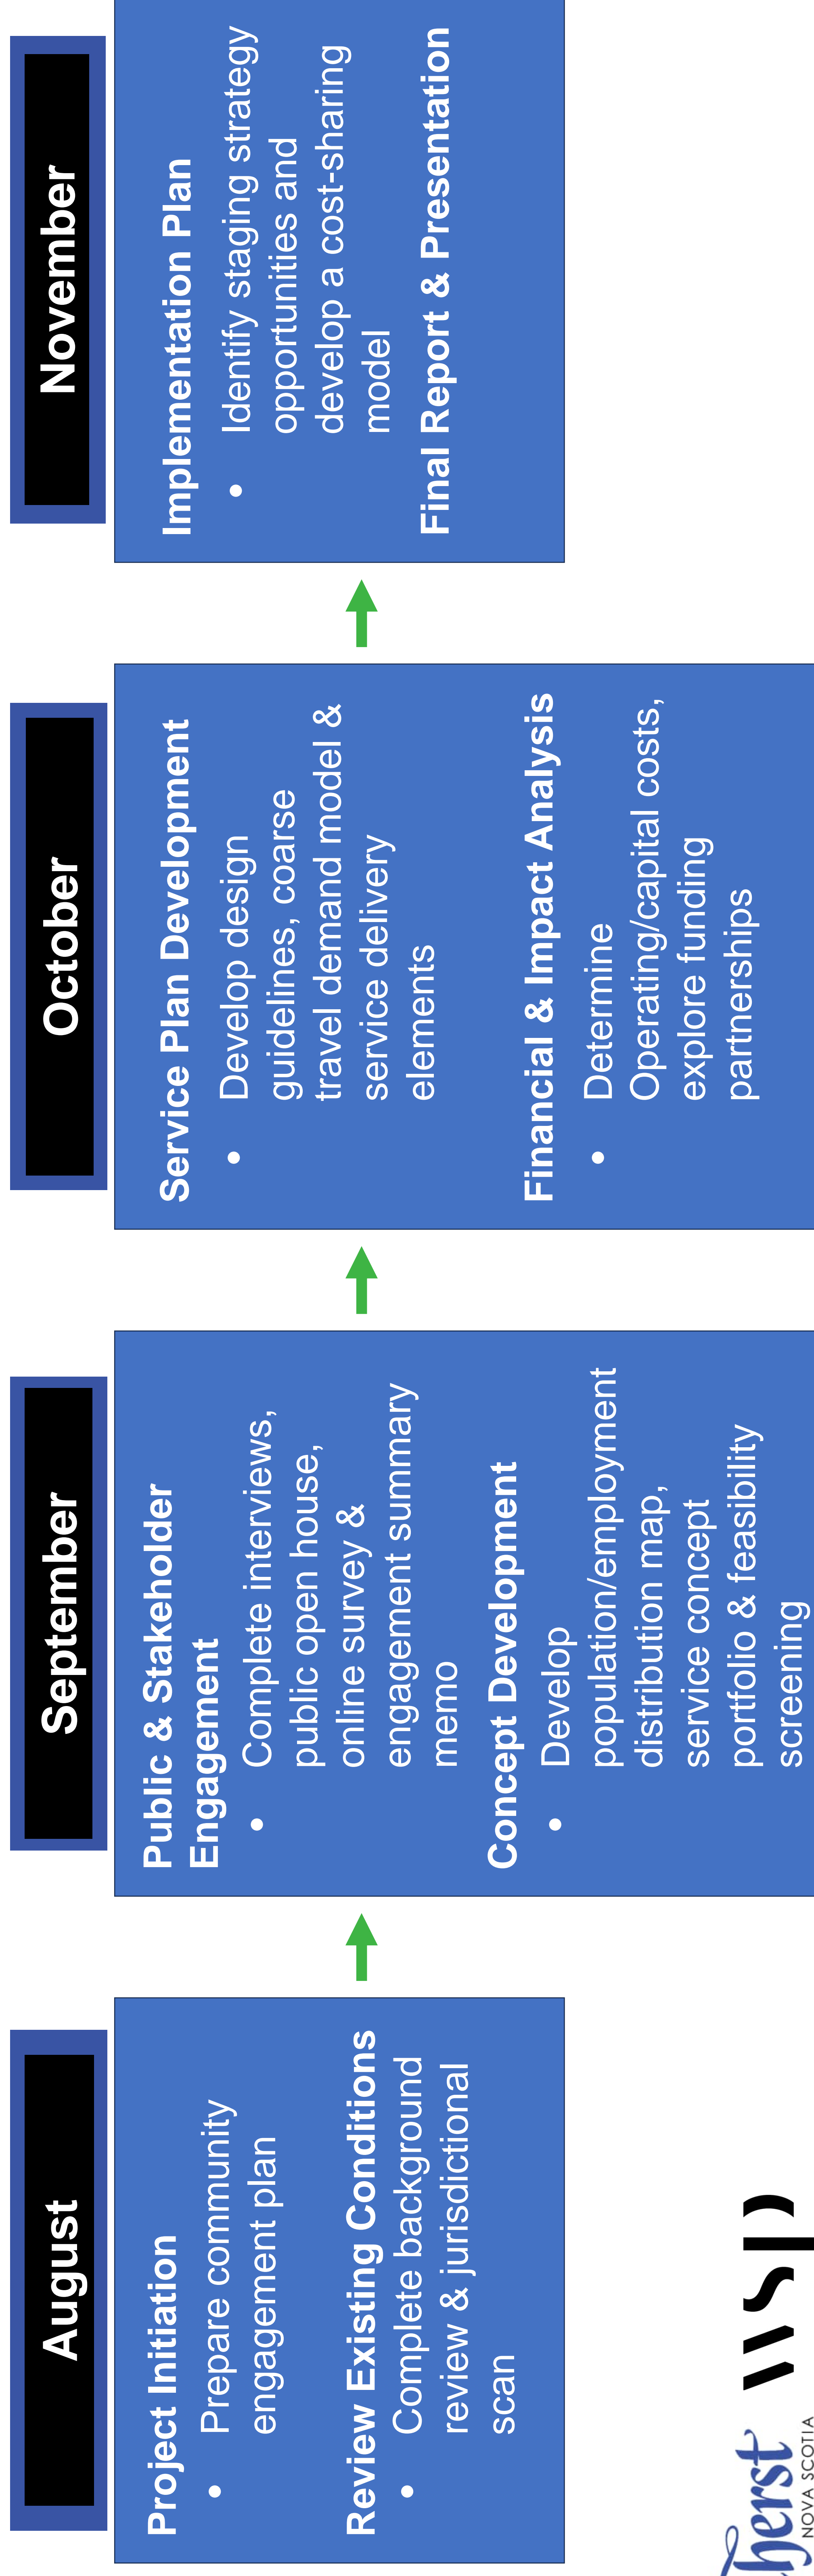 August
Project Initiation
• Prepare community
engagement plan
Review Existing Conditions
• Complete background
review & jurisdictional
scan
September
Public & Stakeholder
Engagement
• Complete interviews,
public open house,
online survey &
engagement summary
memo
Concept Development
• Develop
population/employment
distribution map,
service concept
portfolio & feasibility
screening
October
Service Plan Development
• Develop design
guidelines, coarse
travel demand model &
service delivery
elements
Financial & Impact Analysis
• Determine
Operating/capital costs,
explore funding
partnerships
November
Implementation Plan
• Identify staging strategy
opportunities and
develop a cost-sharing
model
Final Report & Presentation
herst
NOVA SCOTIA
wsp